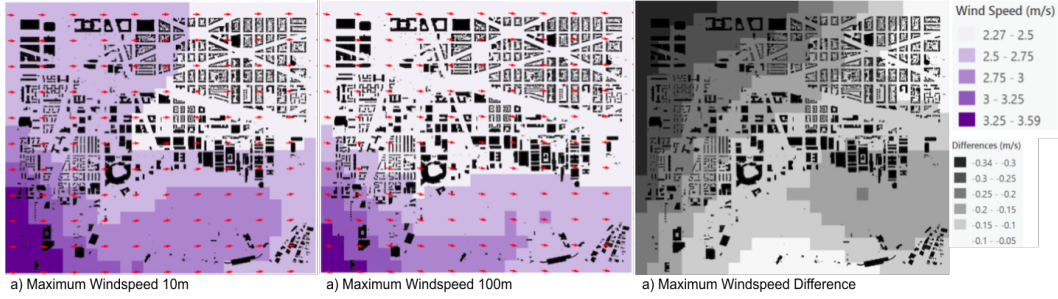 Wind Speed (m/s)
2.27 - 2.5
2.5 - 2.75
2.75 - 3
3 - 3.25
3.25 - 3.59
Differences (m/s)
-0.34 - -0.3
-0.3 - -0.25
-0.25 - -0.2
-0.2 - -0.15
-0.15 - -0.1
-0.1 - -0.05
a) Maximum Windspeed 10m
a) Maximum Windspeed 100m
a) Maximum Windspeed Difference